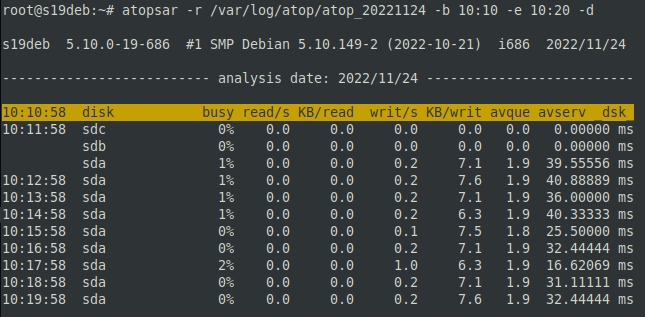 root@s19deb:~# atopsar -r /var/log/atop/atop_20221124 -b 10:10 -e 10:20 -d
s19deb  5.10.0-19-686  #1 SMP Debian 5.10.149-2 (2022-10-21)  i686  2022/11/24
-------------------------- analysis date: 2022/11/24 --------------------------
10:10:58  disk           busy read/s KB/read  writ/s KB/writ avque avserv _dsk_
10:11:58  sdc              0%    0.0     0.0     0.0     0.0   0.0  0.00000 ms
          sdb              0%    0.0     0.0     0.0     0.0   0.0  0.00000 ms
          sda              1%    0.0     0.0     0.2     7.1   1.9 39.55556 ms
10:12:58  sda              1%    0.0     0.0     0.2     7.6   1.9 40.88889 ms
10:13:58  sda              1%    0.0     0.0     0.2     7.1   1.9 36.00000 ms
10:14:58  sda              1%    0.0     0.0     0.2     6.3   1.9 40.33333 ms
10:15:58  sda              0%    0.0     0.0     0.1     7.5   1.8 25.50000 ms
10:16:58  sda              0%    0.0     0.0     0.2     7.1   1.9 32.44444 ms
10:17:58  sda              2%    0.0     0.0     1.0     6.3   1.9 16.62069 ms
10:18:58  sda              0%    0.0     0.0     0.2     7.1   1.9 31.11111 ms
10:19:58  sda              0%    0.0     0.0     0.2     7.6   1.9 32.44444 ms